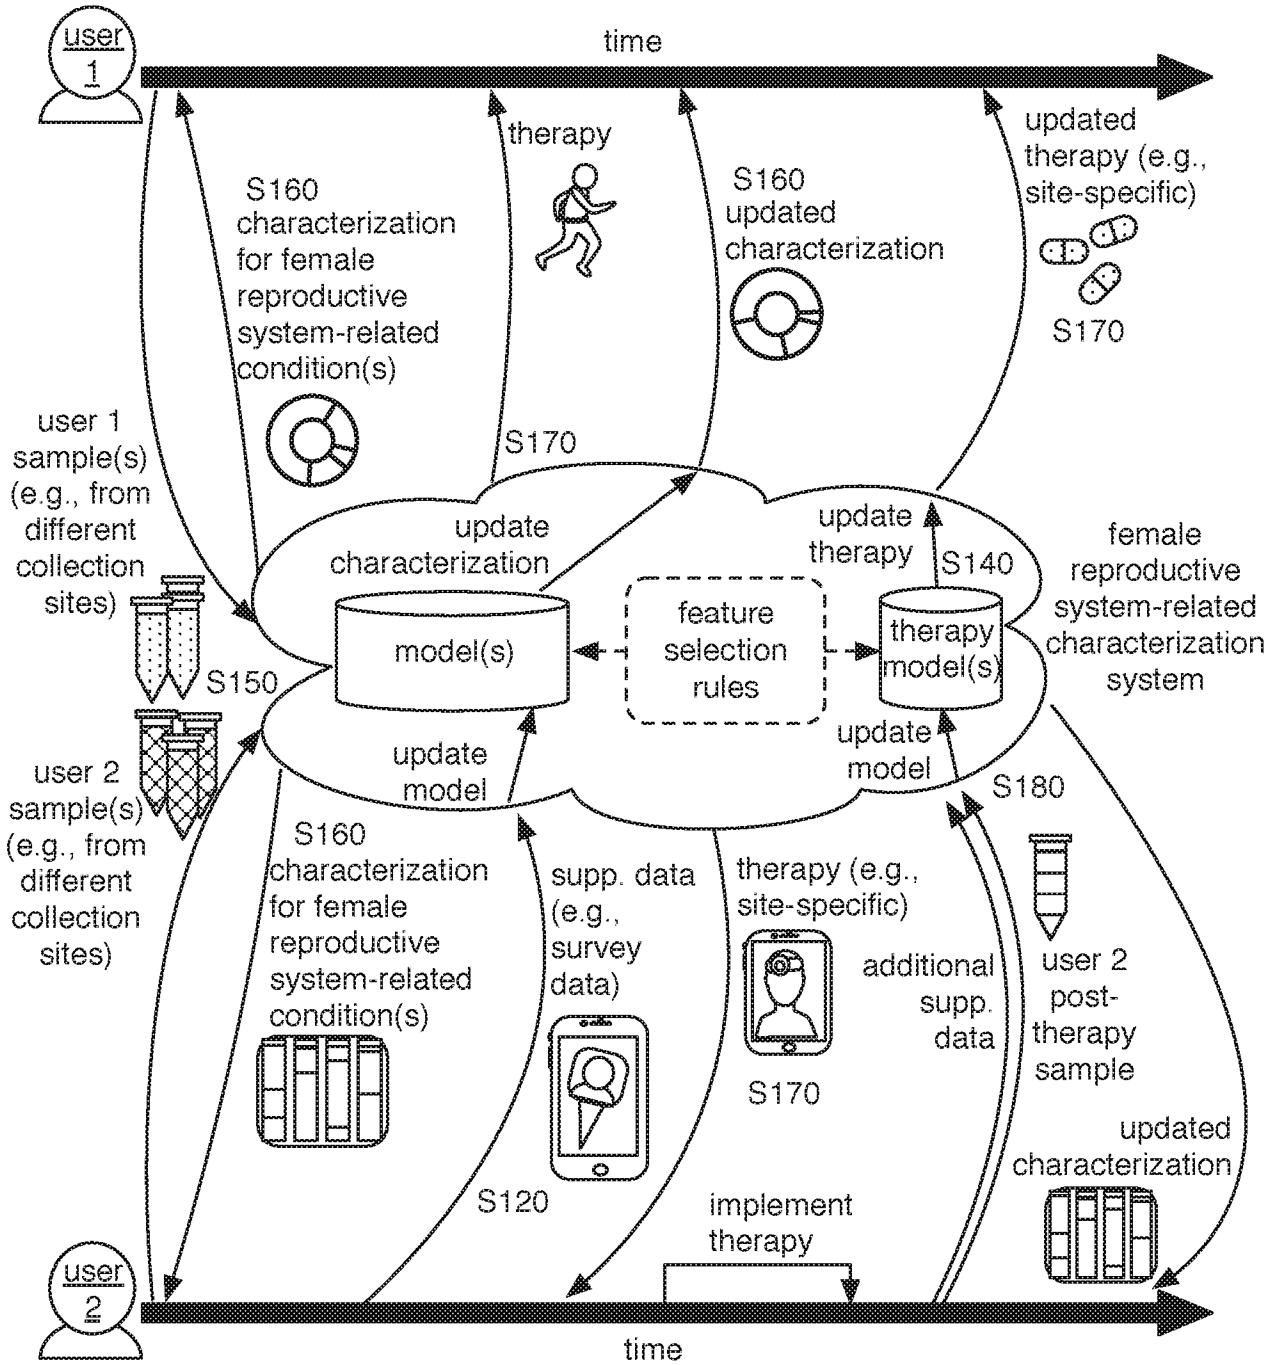 user
1
time
therapy
updated
therapy (e.g.,
site-specific)
S170
S160
characterization
for female
reproductive
system-related
condition(s)
S160
updated
characterization
user 1
sample(s)
(e.g., from
different
collection
sites)
S170
update
characterization
update
therapy
S140
female
reproductive
system-related
characterization
system
model(s)
feature
selection
rules
therapy
model(s)
S150
update
model
update
model
S180
user 2
sample(s)
(e.g., from
different
collection
sites)
S160
characterization
for female
reproductive
system-related
condition(s)
supp. data
(e.g.,
survey
data)
S120
therapy (e.g.,
site-specific)
S170
additional
supp.
data
user 2
post-
therapy
sample
updated
characterization
implement
therapy
user
2
time